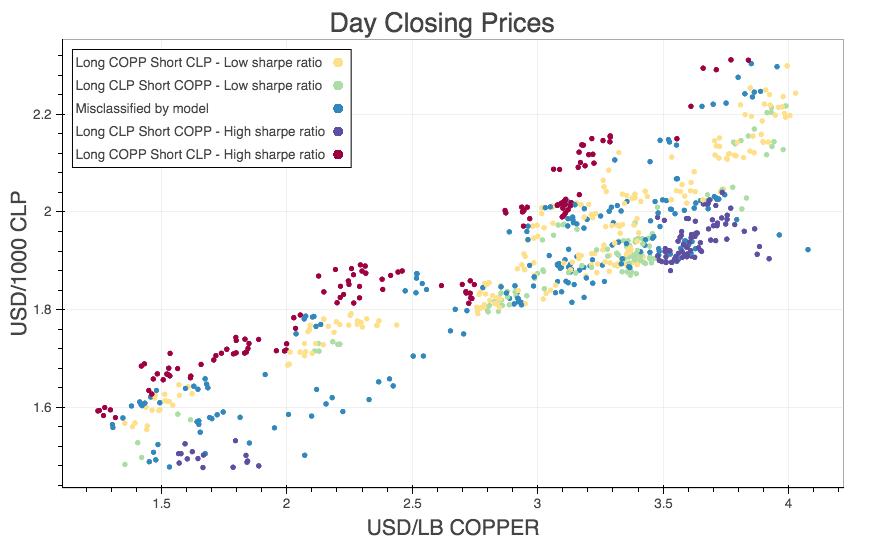 Day Closing Prices
Long COPP Short CLP - Low sharpe ratio
Long CLP Short COPP - Low sharpe ratio
Misclassified by model
Long CLP Short COPP - High sharpe ratio
Long COPP Short CLP - High sharpe ratio
USD/1000 CLP
2.2
2
1.8
1.6
1.5
2
2.5
3
3.5
4
USD/LB COPPER